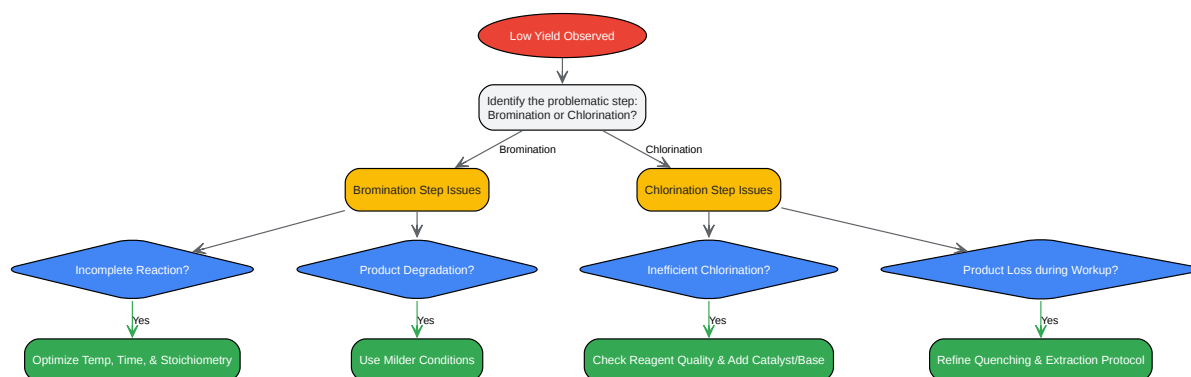 Low Yield Observed
Identify the problematic step:
Bromination or Chlorination?
Bromination
Chlorination
Bromination Step Issues
Chlorination Step Issues
Incomplete Reaction?
Product Degradation?
Inefficient Chlorination?
Product Loss during Workup?
Yes
Yes
Yes
Yes
Optimize Temp, Time, & Stoichiometry
Use Milder Conditions
Check Reagent Quality & Add Catalyst/Base
Refine Quenching & Extraction Protocol